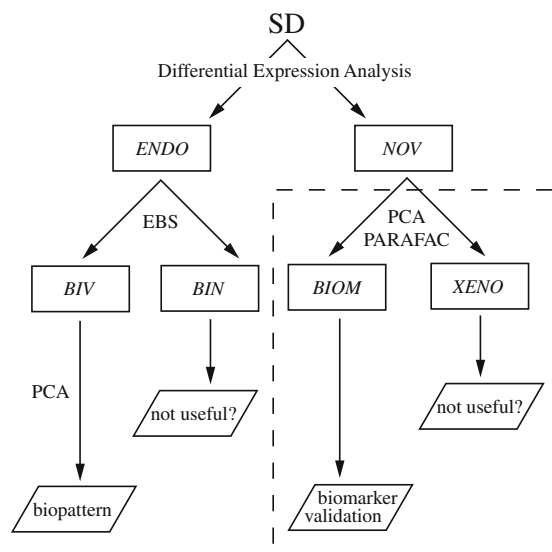 SD
Differential Expression Analysis
ENDO
NOV
EBS
PCA
PARAFAC
BIV
BIN
BIOM
XENO
PCA
not useful?
not useful?
biopattern
biomarker
validation